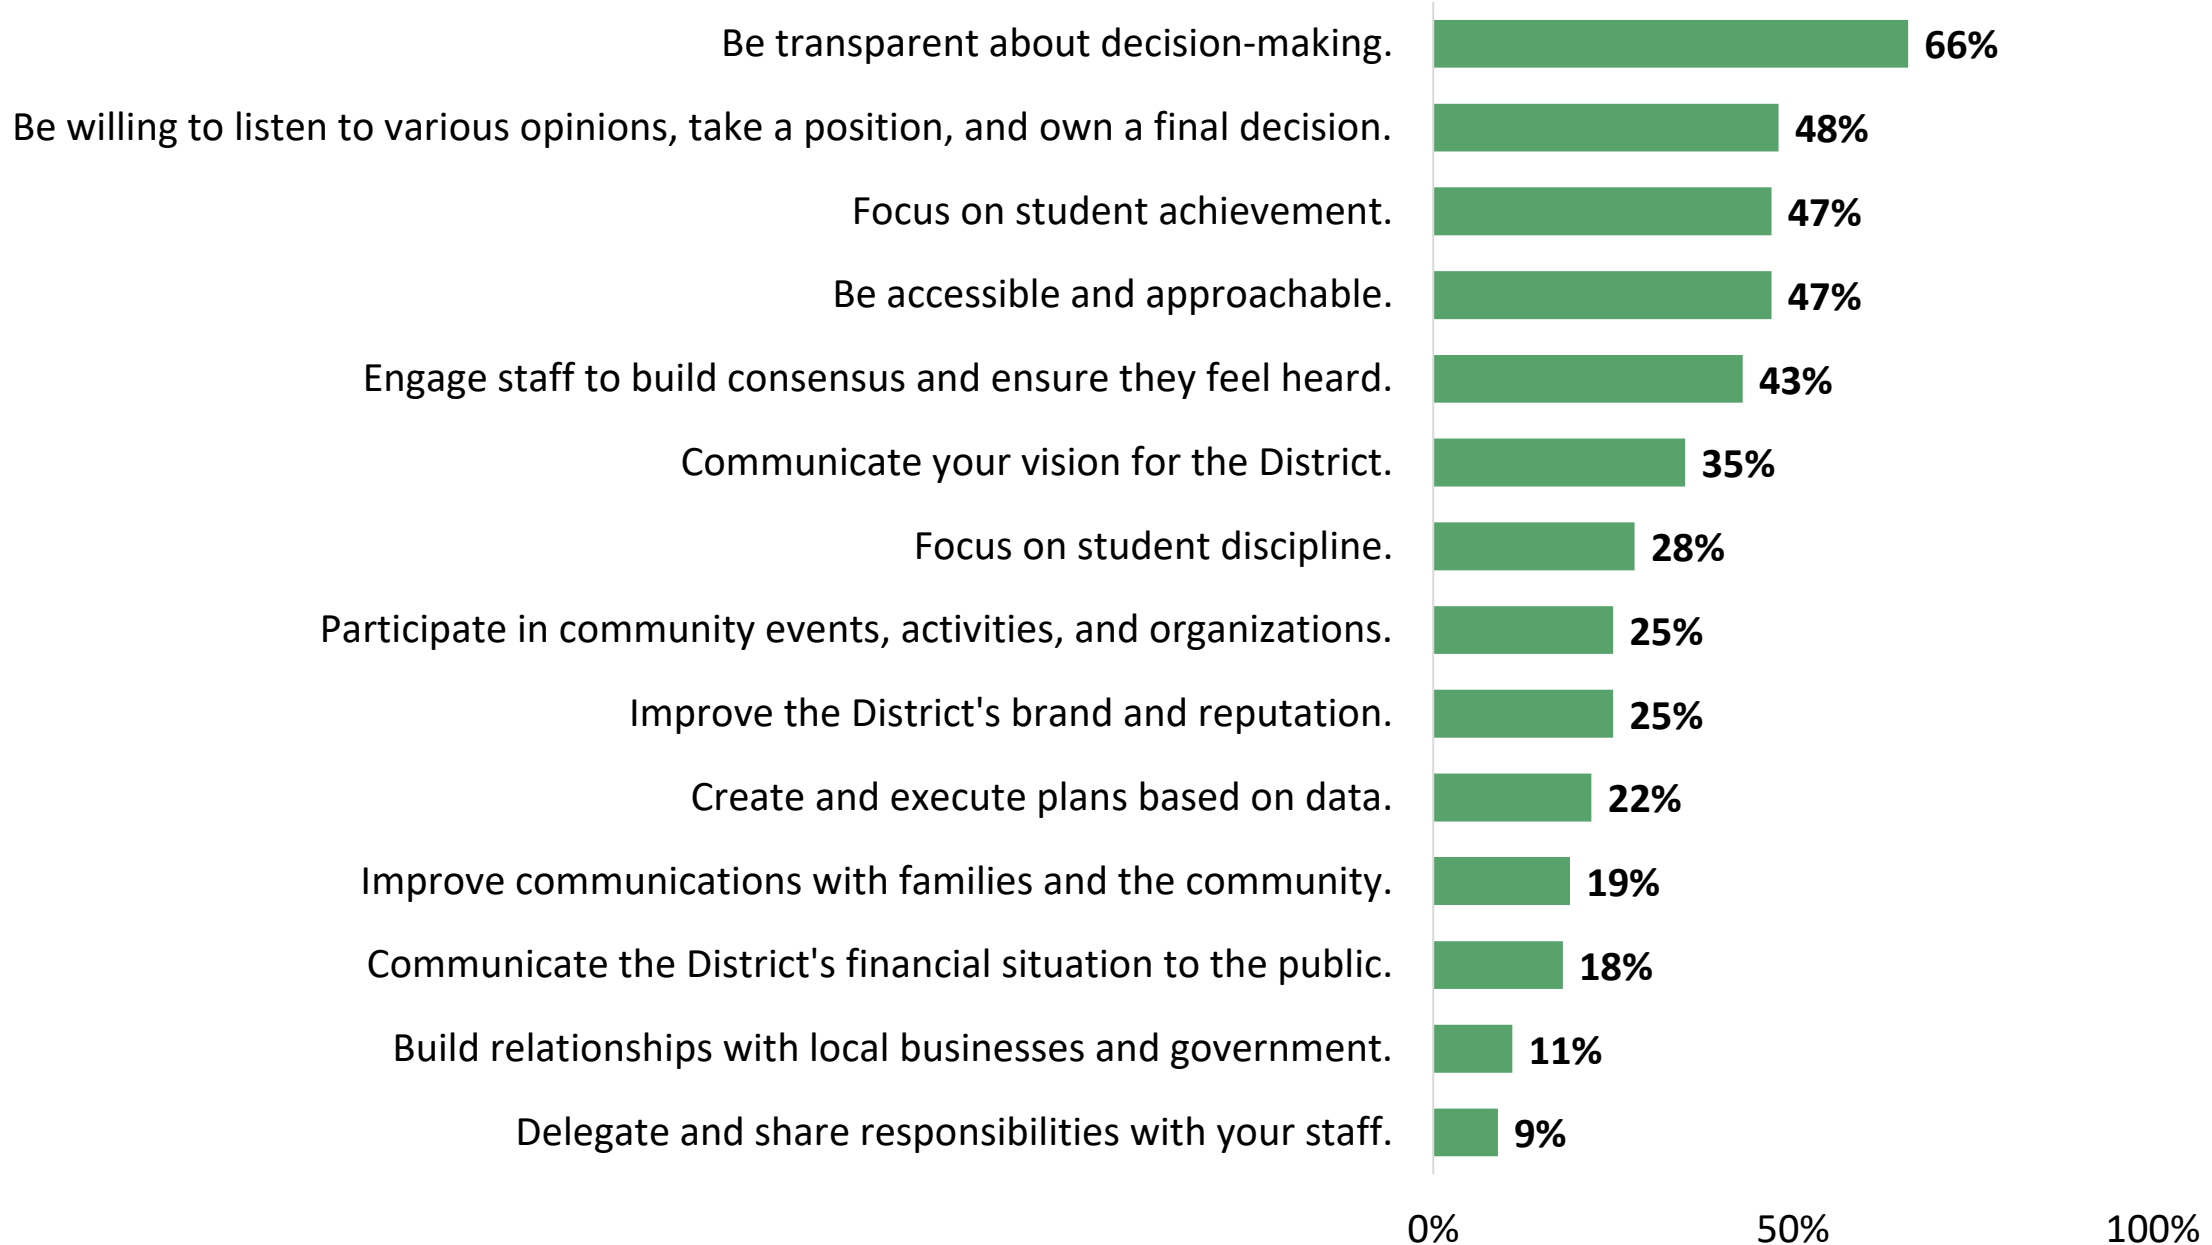 Be transparent about decision-making. 66%
Be willing to listen to various opinions, take a position, and own a final decision. 48%
Focus on student achievement. 47%
Be accessible and approachable. 47%
Engage staff to build consensus and ensure they feel heard. 43%
Communicate your vision for the District. 35%
Focus on student discipline. 28%
Participate in community events, activities, and organizations. 25%
Improve the District's brand and reputation. 25%
Create and execute plans based on data. 22%
Improve communications with families and the community. 19%
Communicate the District's financial situation to the public. 18%
Build relationships with local businesses and government. 11%
Delegate and share responsibilities with your staff. 9%
0% 50% 100%